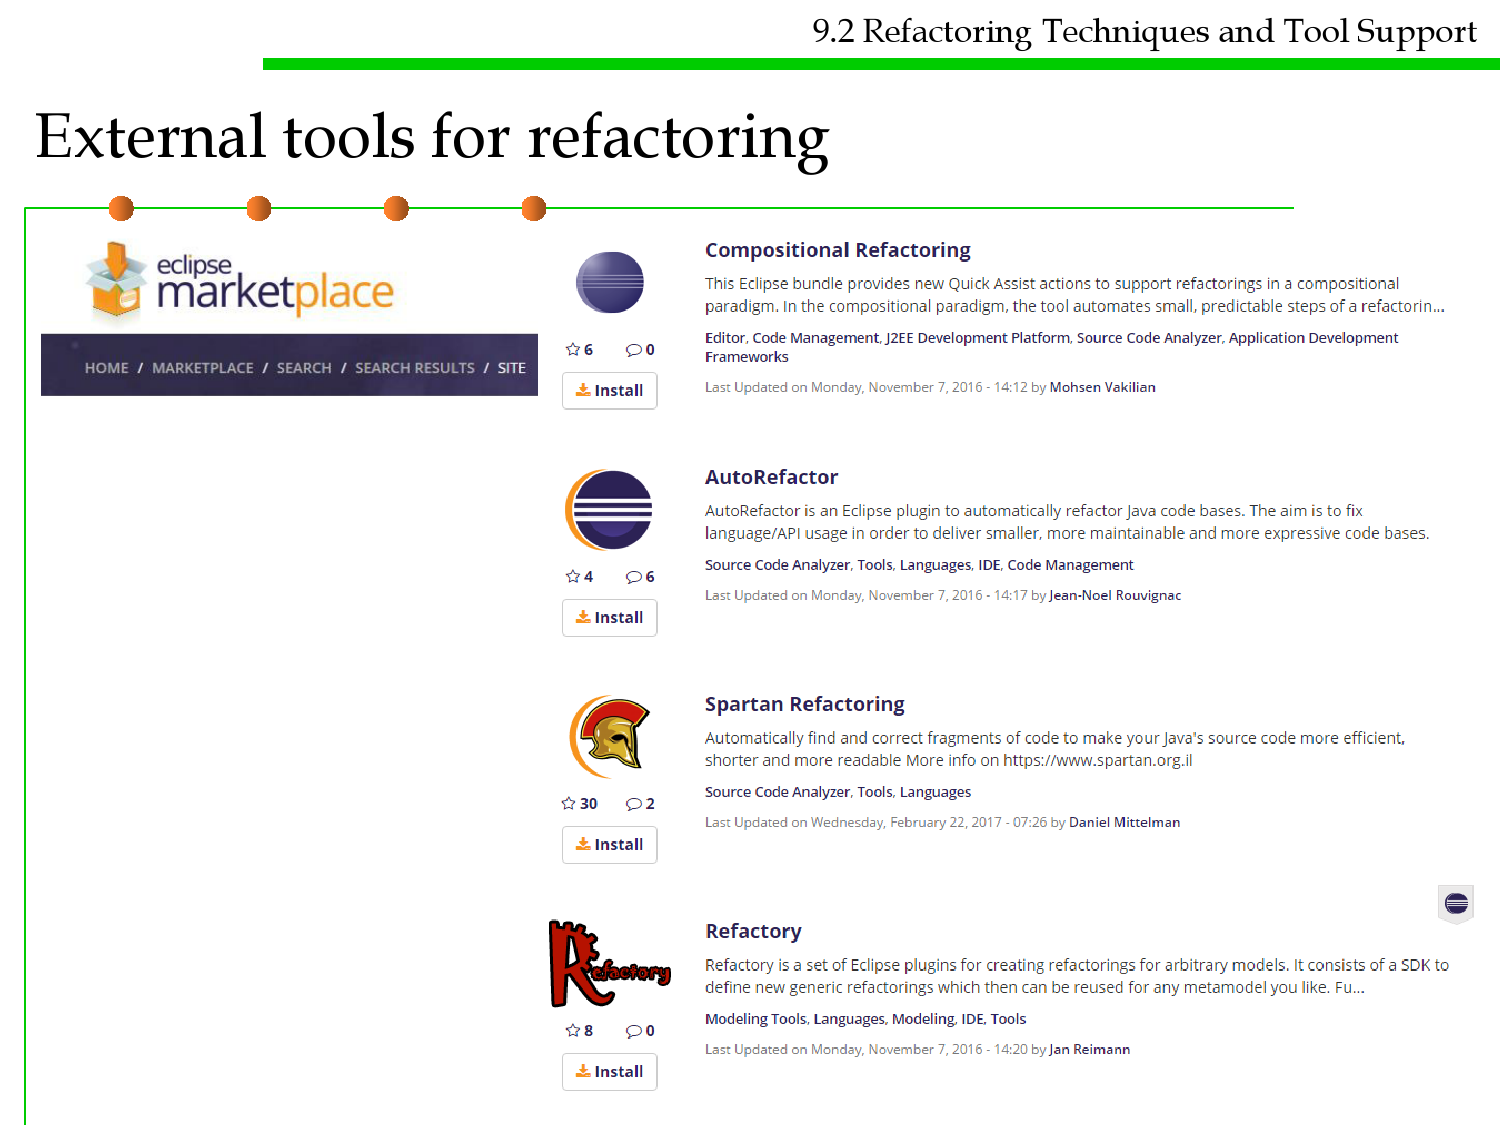 9.2 Refactoring Techniques and Tool Support
External tools for refactoring
eclipse
marketplace
HOME / MARKETPLACE / SEARCH / SEARCH RESULTS / SITE
Compositional Refactoring
This Eclipse bundle provides new Quick Assist actions to support refactorings in a compositional
paradigm. In the compositional paradigm, the tool automates small, predictable steps of a refactorin...
6 0
Editor, Code Management, J2EE Development Platform, Source Code Analyzer, Application Development
Frameworks
Install
Last Updated on Monday, November 7, 2016 - 14:12 by Mohsen Vakilian
AutoRefactor
AutoRefactor is an Eclipse plugin to automatically refactor Java code bases. The aim is to fix
language/API usage in order to deliver smaller, more maintainable and more expressive code bases.
4 6
Source Code Analyzer, Tools, Languages, IDE, Code Management
Install
Last Updated on Monday, November 7, 2016 - 14:17 by Jean-Noel Rouvignac
Spartan Refactoring
Automatically find and correct fragments of code to make your Java's source code more efficient,
shorter and more readable More info on https://www.spartan.org.il
30 2
Source Code Analyzer, Tools, Languages
Install
Last Updated on Wednesday, February 22, 2017 - 07:26 by Daniel Mittelman
Refactory
Refactory
Refactory is a set of Eclipse plugins for creating refactorings for arbitrary models. It consists of a SDK to
define new generic refactorings which then can be reused for any metamodel you like. Fu...
8 0
Modeling Tools, Languages, Modeling, IDE, Tools
Install
Last Updated on Monday, November 7, 2016 - 14:20 by Jan Reimann